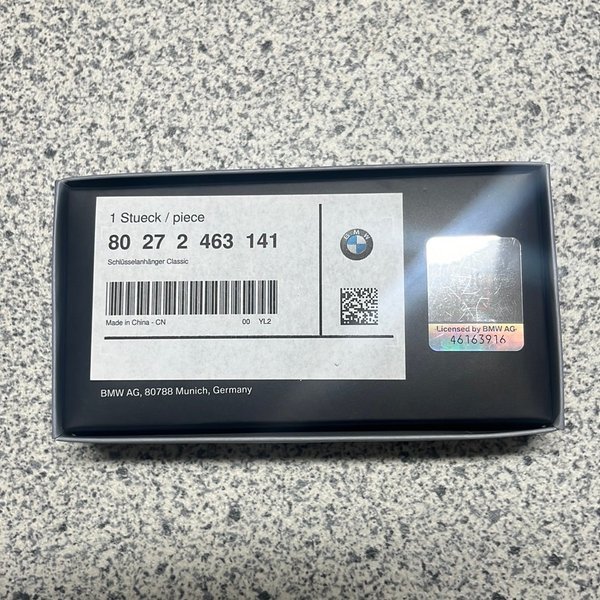 1 Stueck / piece
80 27 2 463 141
Schlüsselanhänger Classic
Made in China - CN 00 YL2
BMW
Licensed by BMW AG
46163916
BMW AG, 80788 Munich, Germany